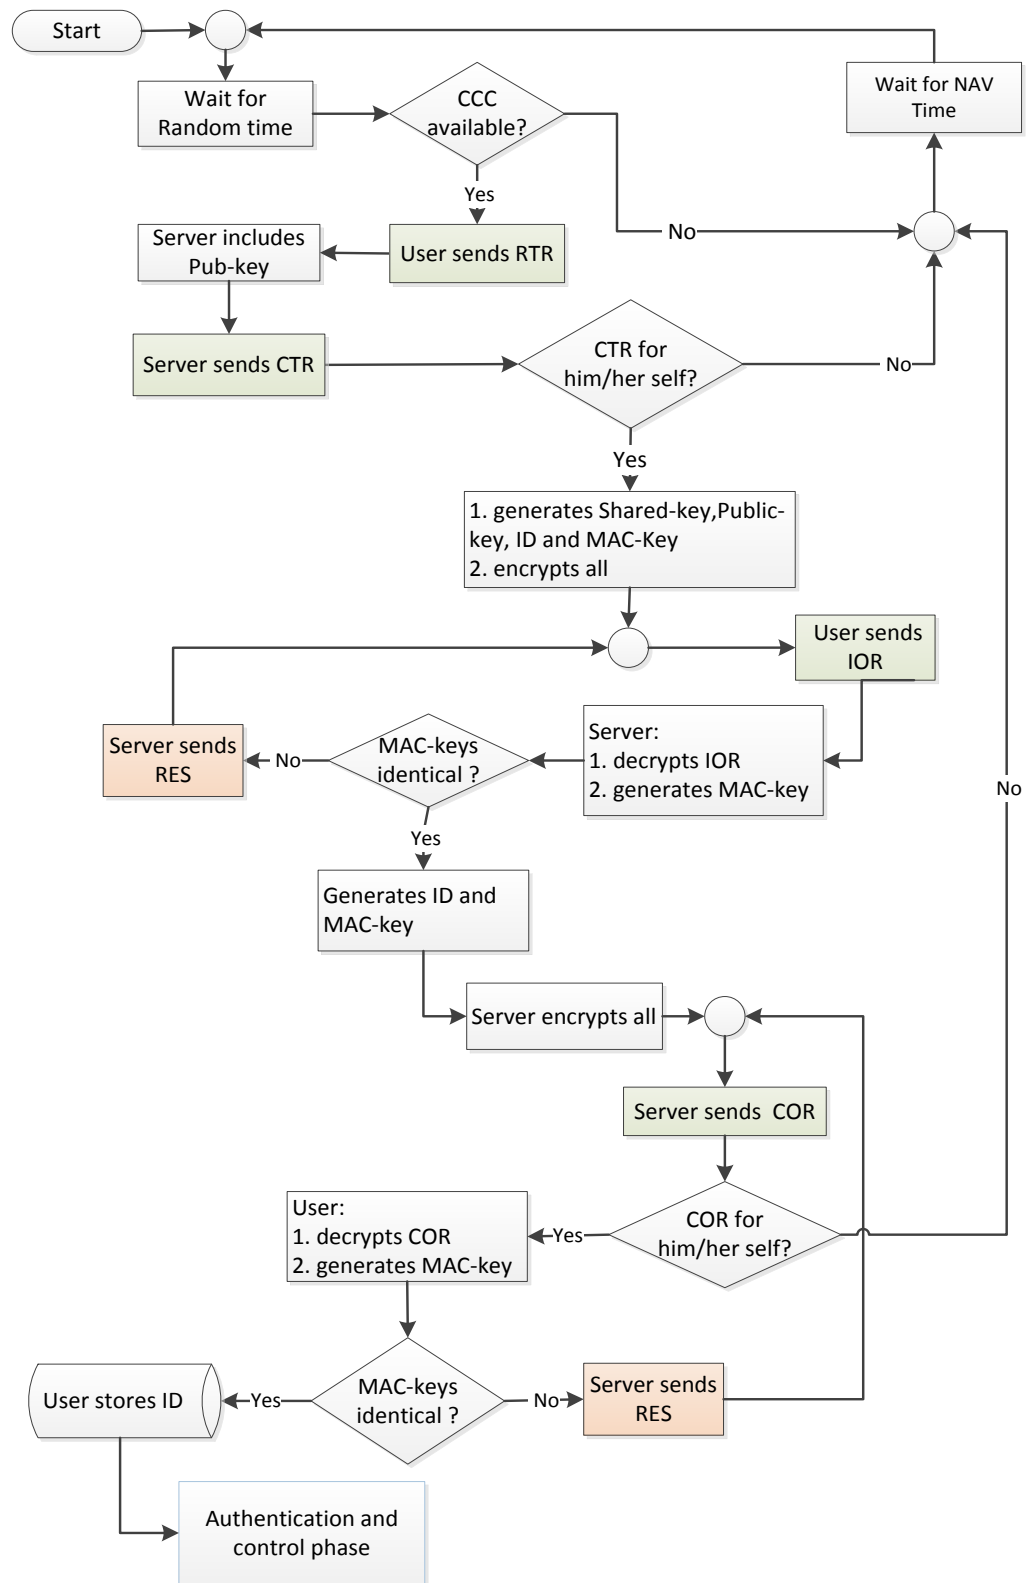 Start
Wait for
Random time
CCC
available?
Wait for NAV
Time
Yes
No
Server includes
Pub-key
User sends RTR
Server sends CTR
CTR for
him/her self?
No
Yes
1. generates Shared-key,Public-
key, ID and MAC-Key
2. encrypts all
User sends
IOR
Server sends
RES
No
MAC-keys
identical ?
Server:
1. decrypts IOR
2. generates MAC-key
No
Yes
Generates ID and
MAC-key
Server encrypts all
Server sends  COR
User:
1. decrypts COR
2. generates MAC-key
Yes
COR for
him/her self?
User stores ID
Yes
MAC-keys
identical ?
No
Server sends
RES
Authentication and
control phase